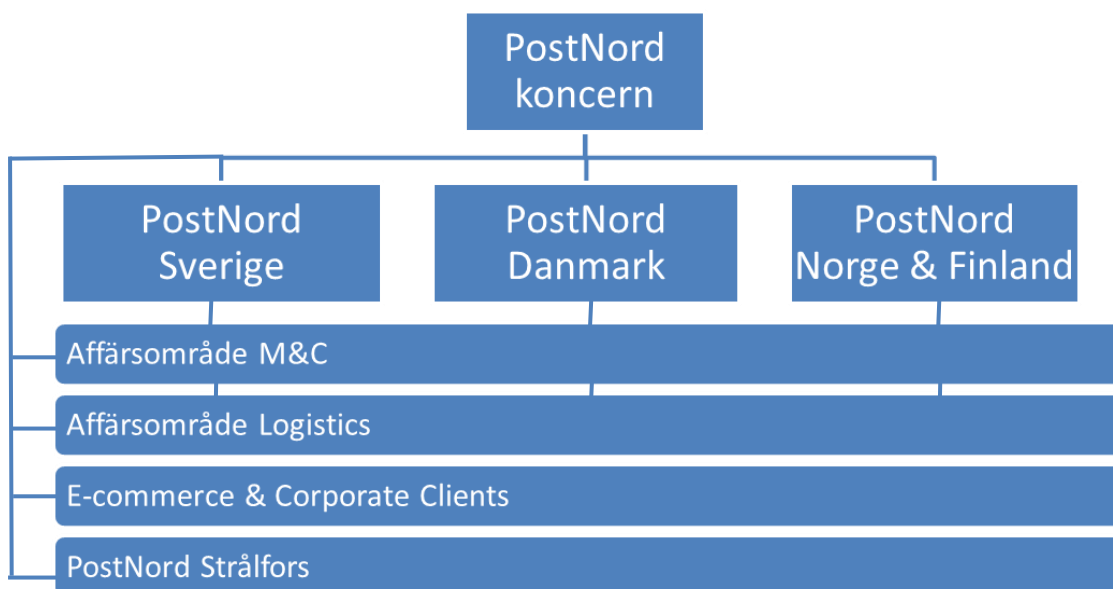 PostNord
koncern
PostNord
Sverige
PostNord
Danmark
PostNord
Norge & Finland
Affärsområde M&C
Affärsområde Logistics
E-commerce & Corporate Clients
PostNord Strålfors